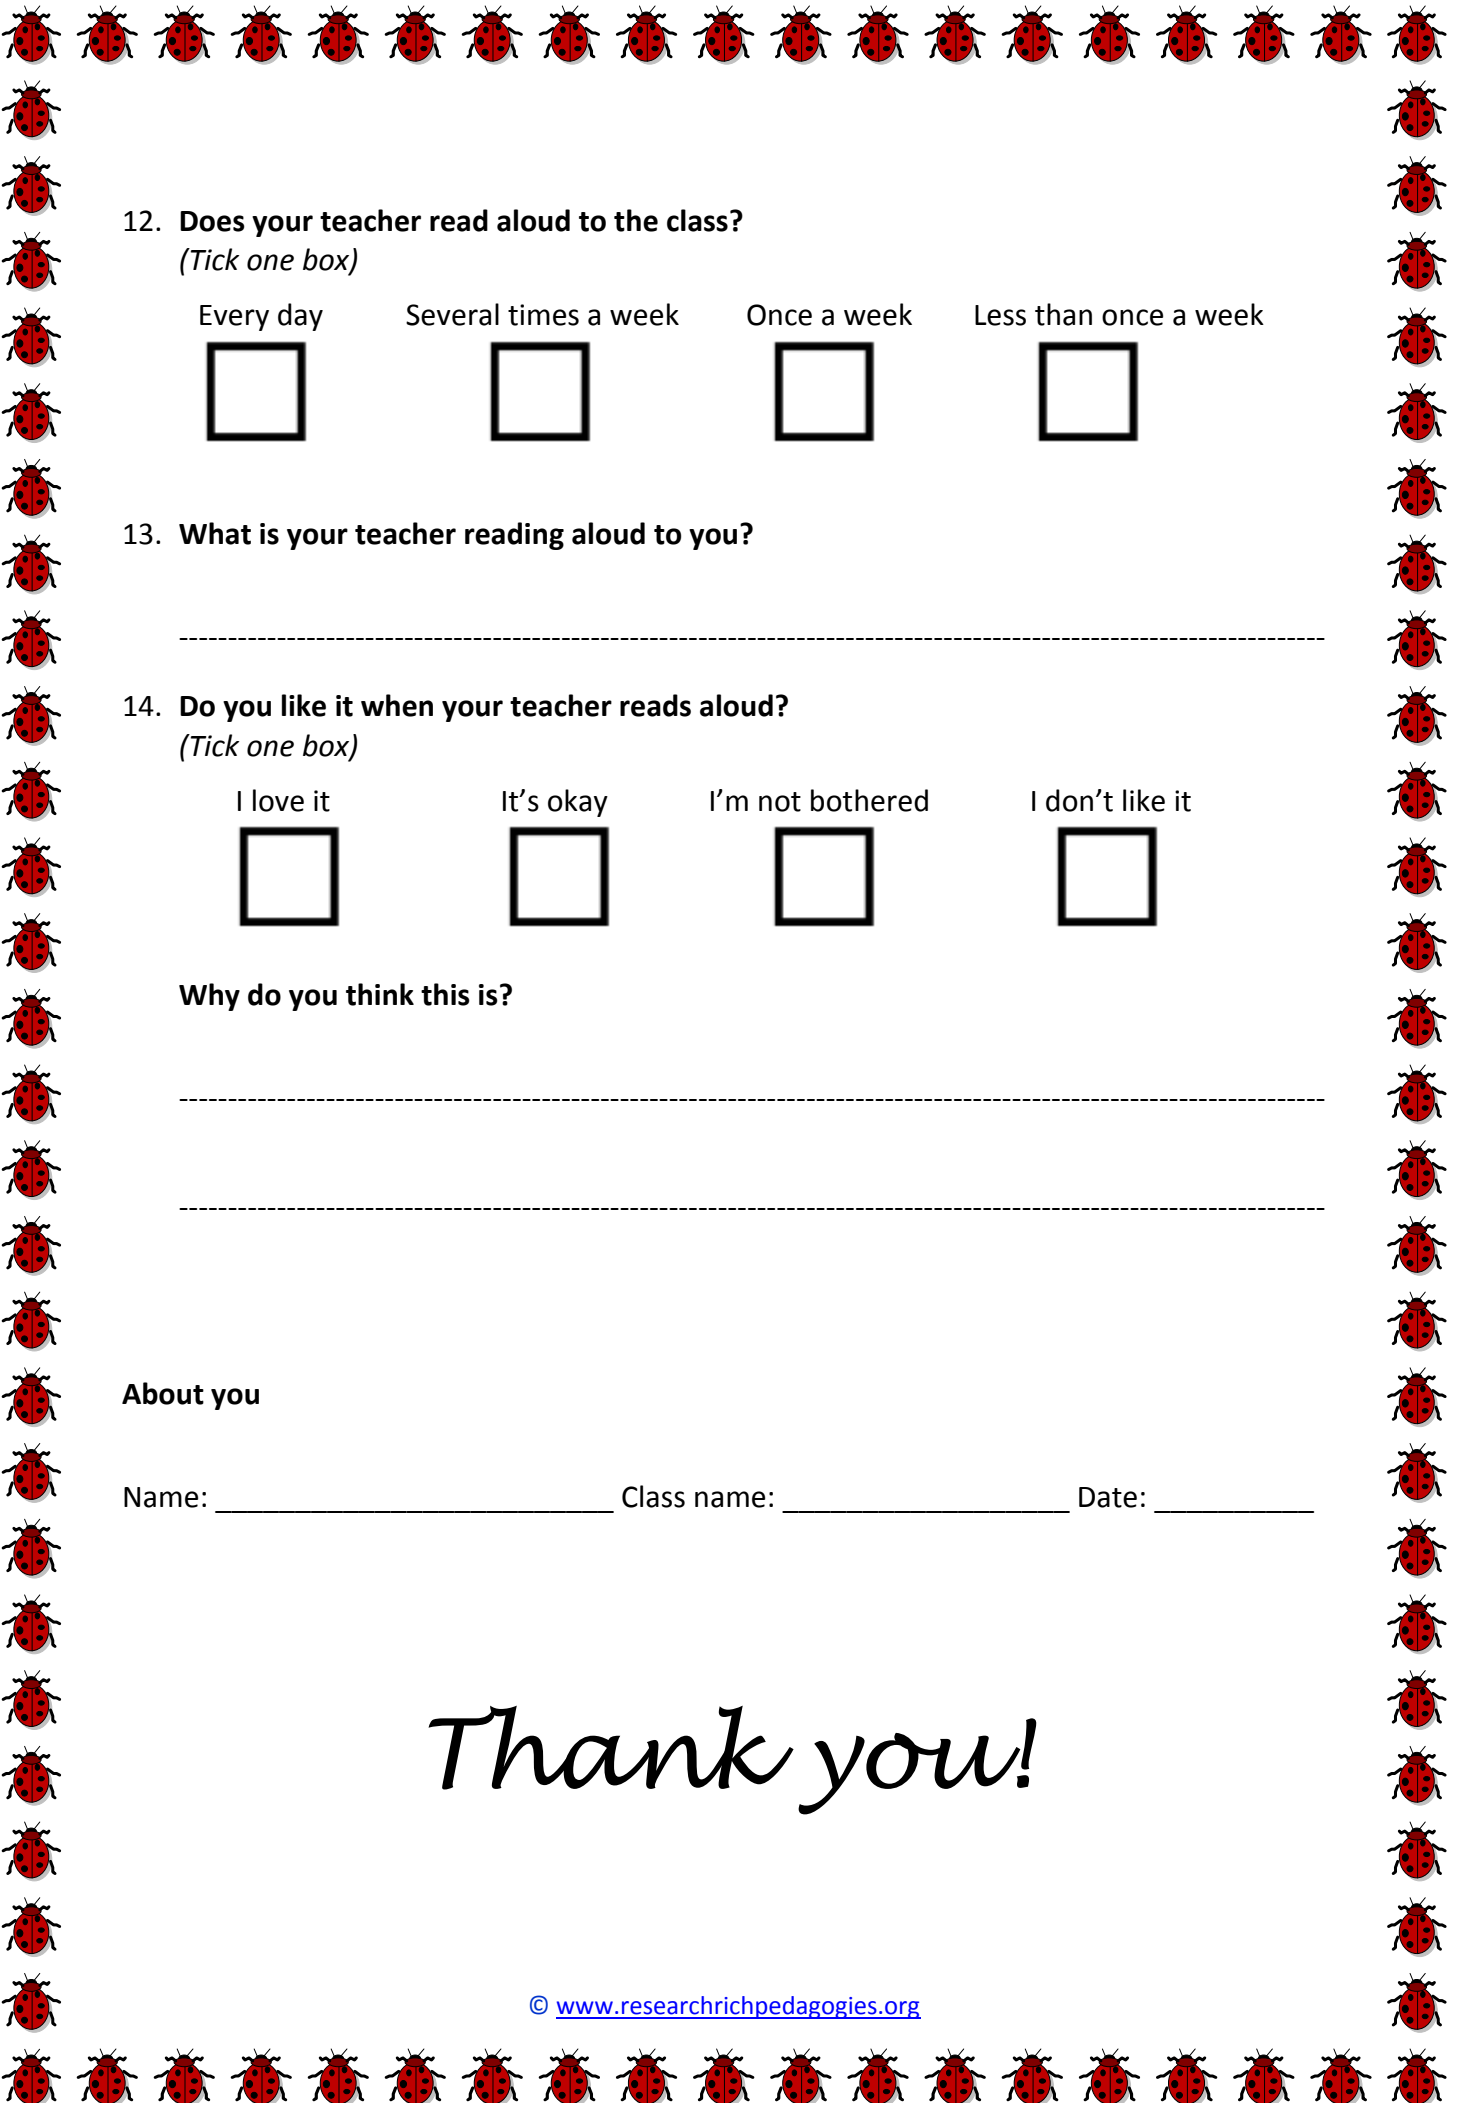 12. Does your teacher read aloud to the class?
(Tick one box)
Every day Several times a week Once a week Less than once a week
13. What is your teacher reading aloud to you?
14. Do you like it when your teacher reads aloud?
(Tick one box)
I love it It’s okay I’m not bothered I don’t like it
Why do you think this is?
About you
Name: _________________________ Class name: __________________ Date: __________
Thank you!
© www.researchrichpedagogies.org